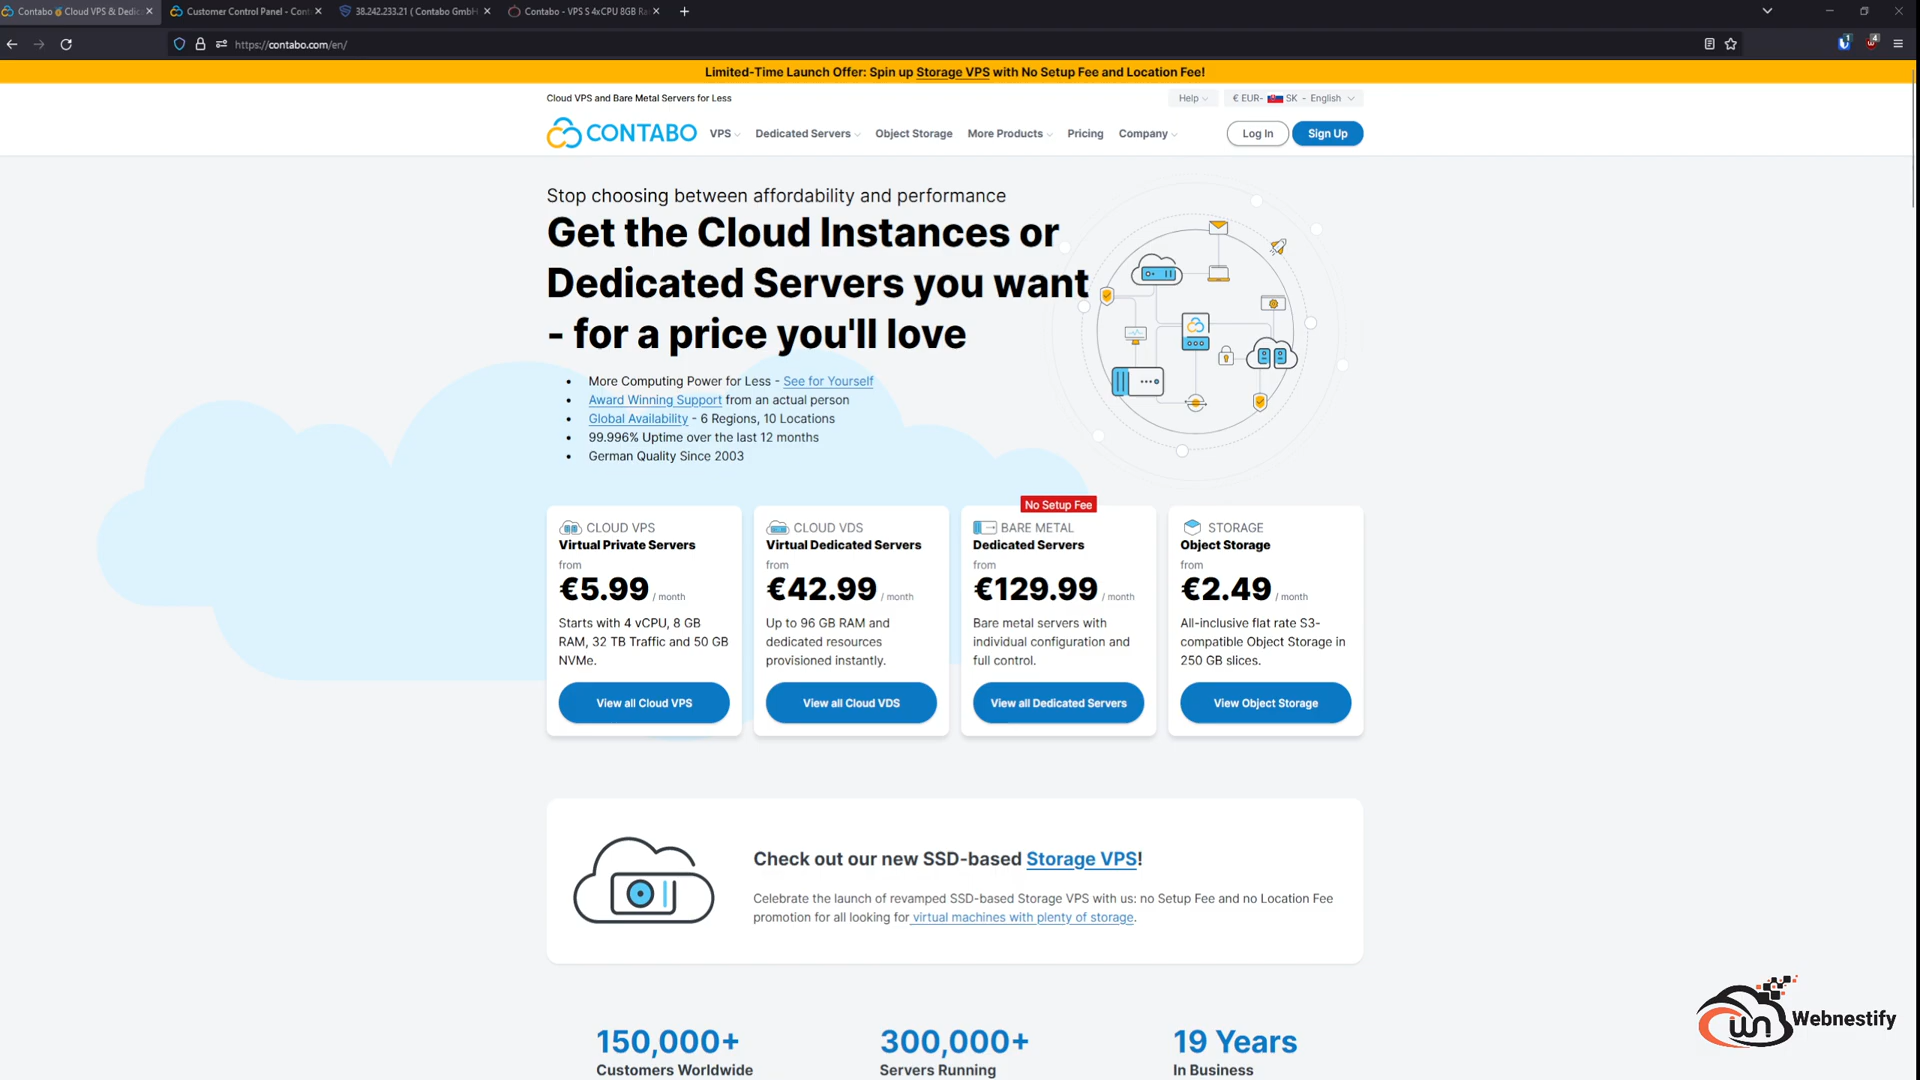 Contabo Cloud VPS & Dedic
Customer Control Panel - Cont
38.242.233.21 ( Contabo GmbH
Contabo - VPS S 4xCPU 8GB Ra
https://contabo.com/en/
1
4
Limited-Time Launch Offer: Spin up Storage VPS with No Setup Fee and Location Fee!
Cloud VPS and Bare Metal Servers for Less
Help
€ EUR- SK - English
CONTABO
VPS
Dedicated Servers
Object Storage
More Products
Pricing
Company
Log In
Sign Up
Stop choosing between affordability and performance
Get the Cloud Instances or
Dedicated Servers you want
- for a price you'll love
• More Computing Power for Less - See for Yourself
• Award Winning Support from an actual person
• Global Availability - 6 Regions, 10 Locations
• 99.996% Uptime over the last 12 months
• German Quality Since 2003
CLOUD VPS
Virtual Private Servers
from
€5.99 / month
Starts with 4 vCPU, 8 GB
RAM, 32 TB Traffic and 50 GB
NVMe.
View all Cloud VPS
CLOUD VDS
Virtual Dedicated Servers
from
€42.99 / month
Up to 96 GB RAM and
dedicated resources
provisioned instantly.
View all Cloud VDS
No Setup Fee
BARE METAL
Dedicated Servers
from
€129.99 / month
Bare metal servers with
individual configuration and
full control.
View all Dedicated Servers
STORAGE
Object Storage
from
€2.49 / month
All-inclusive flat rate S3-
compatible Object Storage in
250 GB slices.
View Object Storage
Check out our new SSD-based Storage VPS!
Celebrate the launch of revamped SSD-based Storage VPS with us: no Setup Fee and no Location Fee
promotion for all looking for virtual machines with plenty of storage.
150,000+
Customers Worldwide
300,000+
Servers Running
19 Years
In Business
Webnestify